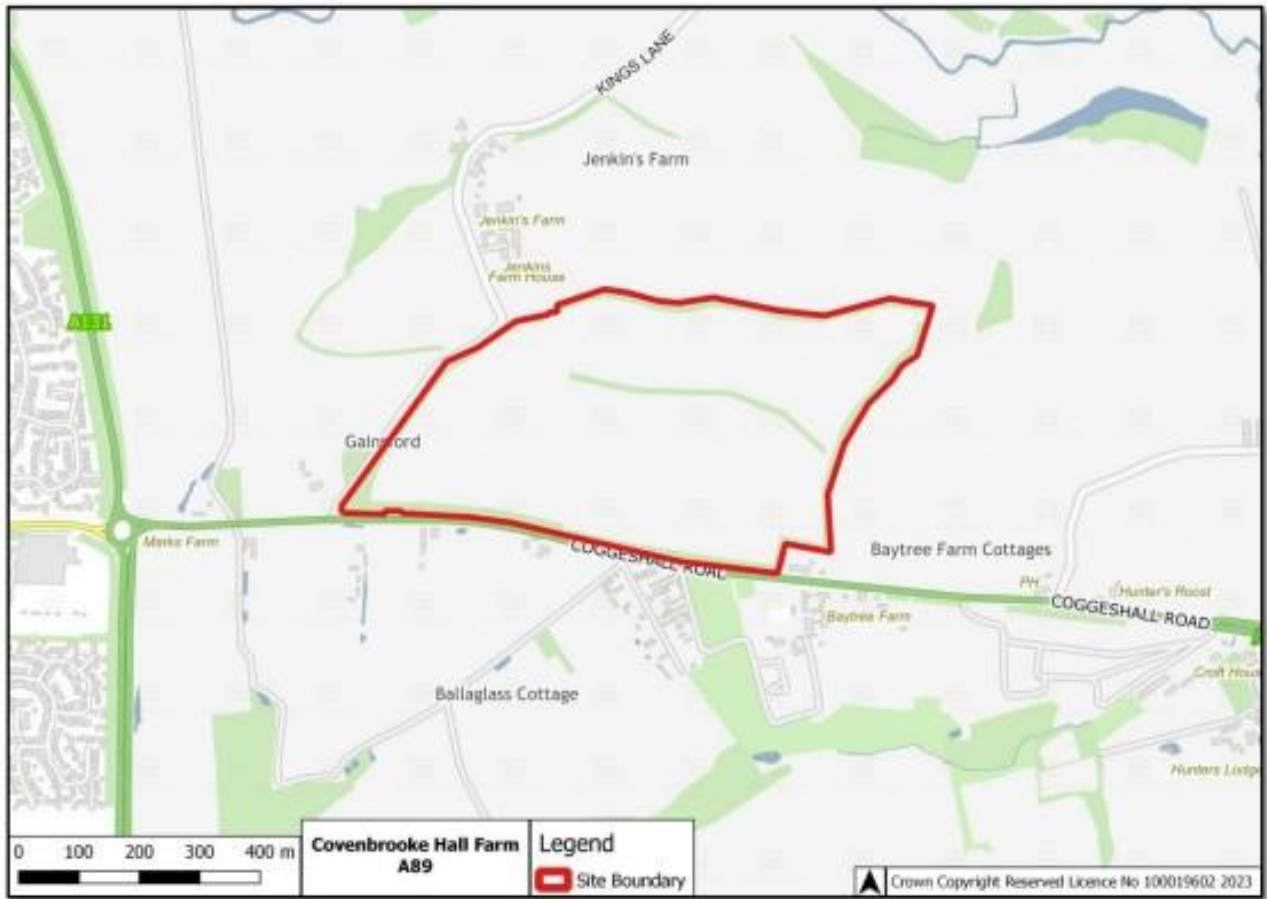 KINGS LANE
Jenkin's Farm
Jenkin's Farm
Jenkins
Farm House
A131
Gainsford
Marks Farm
COGGESHALL ROAD
Baytree Farm Cottages
PH
Hunter's Roost
COGGESHALL ROAD
Baytree Farm
Croft House
Ballaglass Cottage
Hunters Lodge
0 100 200 300 400 m
Covenbrooke Hall Farm
A89
Legend
Site Boundary
Crown Copyright Reserved Licence No 100019602 2023